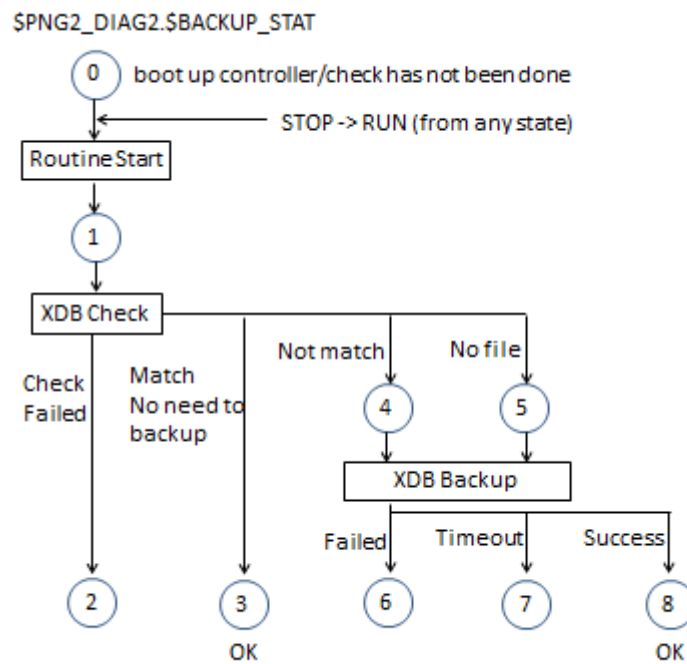 $PNG2_DIAG2.$BACKUP_STAT
0 boot up controller/check has not been done
STOP -> RUN (from any state)
Routine Start
1
XDB Check
Not match
No file
Check
Failed
Match
No need to
backup
4
5
XDB Backup
Failed
Timeout
Success
2
3
6
7
8
OK
OK